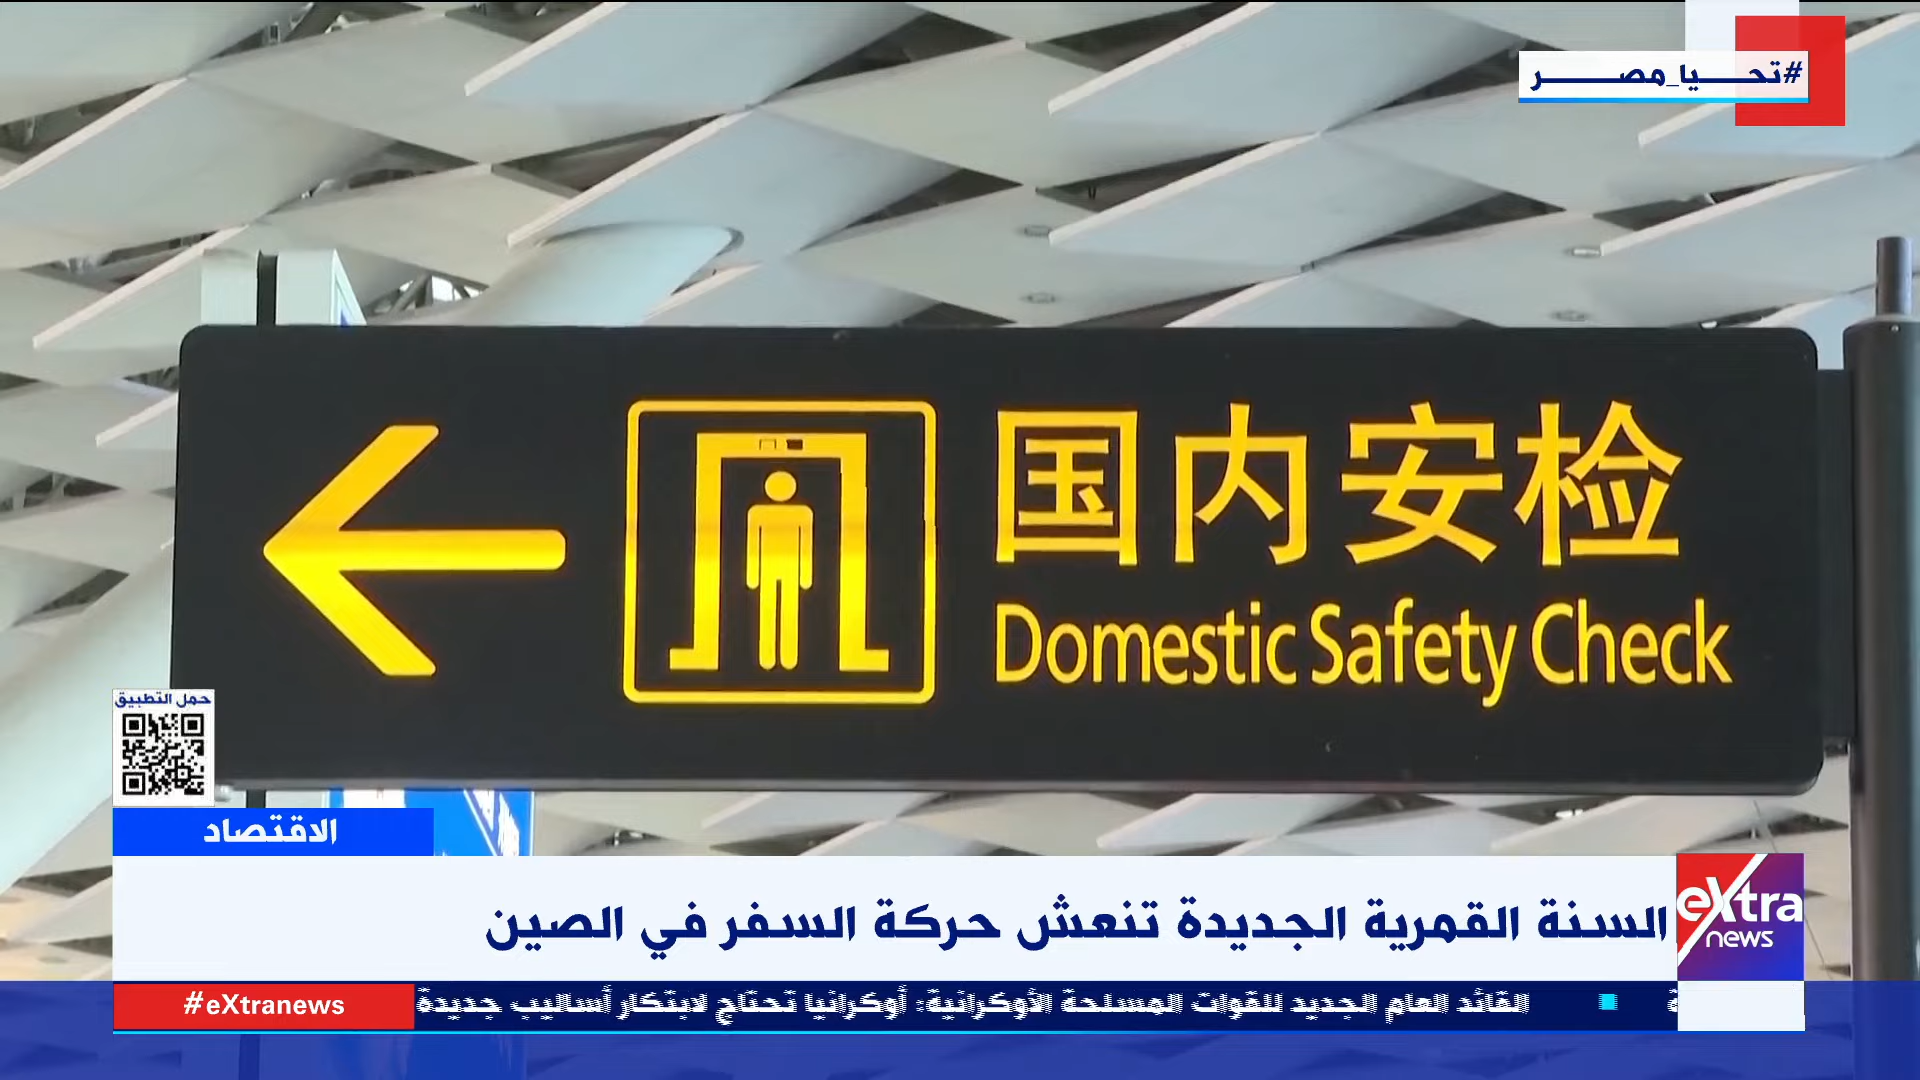 #تحـــيا_مصـــــر
国内安检
Domestic Safety Check
حمل التطبيق
الاقتصاد
السنة القمرية الجديدة تنعش حركة السفر في الصين
eXtra
news
#eXtranews
القائد العام الجديد للقوات المسلحة الأوكرانية: أوكرانيا تحتاج لابتكار أساليب جديدة